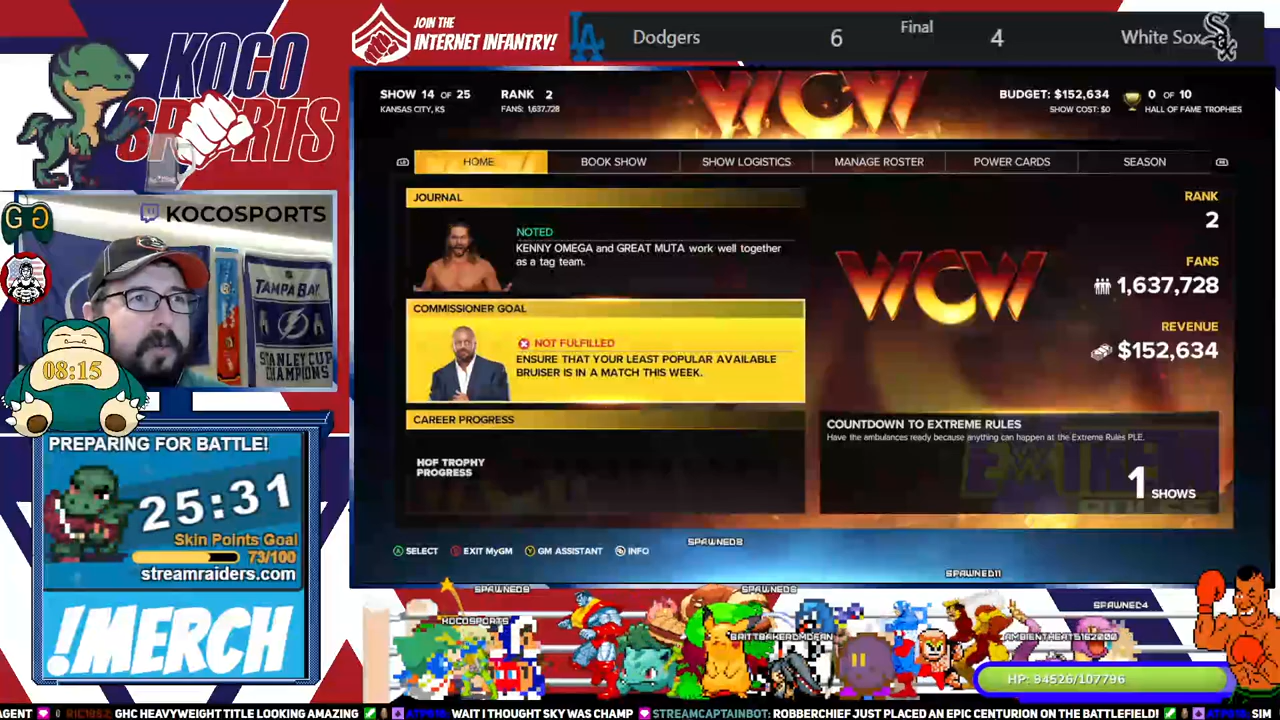 JOIN THE
INTERNET INFANTRY!
Dodgers 6 Final 4 White Sox
KOCO
SPORTS
KOCOSPORTS
TAMPA BAY
STANLEY CUP
CHAMPIONS
08:15
PREPARING FOR BATTLE!
25:31
Skin Points Goal
73/100
streamraiders.com
!MERCH
SHOW 14 OF 25
KANSAS CITY, KS
RANK 2
FANS: 1,637,728
WCW
BUDGET: $152,634
SHOW COST: $0
0 OF 10
HALL OF FAME TROPHIES
HOME
BOOK SHOW
SHOW LOGISTICS
MANAGE ROSTER
POWER CARDS
SEASON
JOURNAL
NOTED
KENNY OMEGA and GREAT MUTA work well together
as a tag team.
COMMISSIONER GOAL
NOT FULFILLED
ENSURE THAT YOUR LEAST POPULAR AVAILABLE
BRUISER IS IN A MATCH THIS WEEK.
CAREER PROGRESS
HOF TROPHY
PROGRESS
WCW
RANK
2
FANS
1,637,728
REVENUE
$152,634
COUNTDOWN TO EXTREME RULES
Have the ambulances ready because anything can happen at the Extreme Rules PLE.
1 SHOWS
A SELECT
B EXIT MyGM
Y GM ASSISTANT
INFO
SPAWNED8
SPAWNED11
SPAWNED9
SPAWNED4
KOCOSPORTS
BRITTBAKERDMDFAN
HP: 94526/107796
GHC HEAVYWEIGHT TITLE LOOKING AMAZING
WAIT I THOUGHT SKY WAS CHAMP
STREAMCAPTAINBOT: ROBBERCHIEF JUST PLACED AN EPIC CENTURION ON THE BATTLEFIELD!
SIM